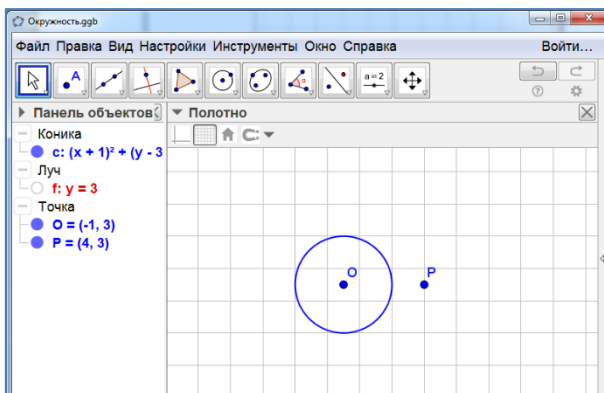 Окружность.ggb
Файл Правка Вид Настройки Инструменты Окно Справка Войти...
A
a = 2
Панель объектов
Полотно
Коника
c: (x + 1)² + (y - 3
Луч
f: y = 3
Точка
O = (-1, 3)
P = (4, 3)
O
P